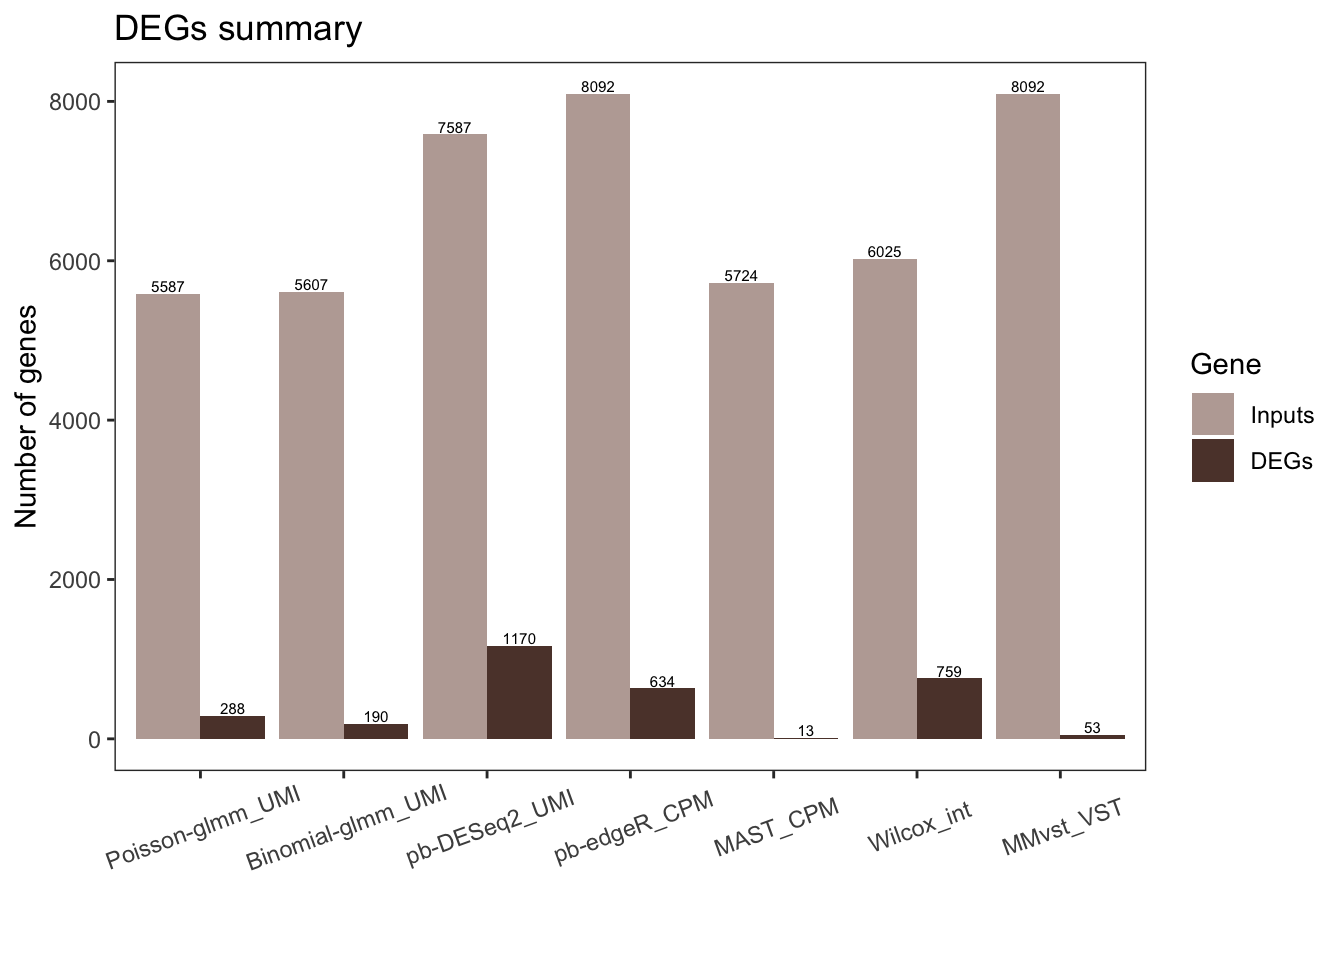 DEGs summary
Number of genes
8000
6000
4000
2000
0
5587
288
5607
190
7587
1170
8092
634
5724
13
6025
759
8092
53
Poisson-glmm_UMI
Binomial-glmm_UMI
pb-DESeq2_UMI
pb-edgeR_CPM
MAST_CPM
Wilcox_int
MMvst_VST
Gene
Inputs
DEGs